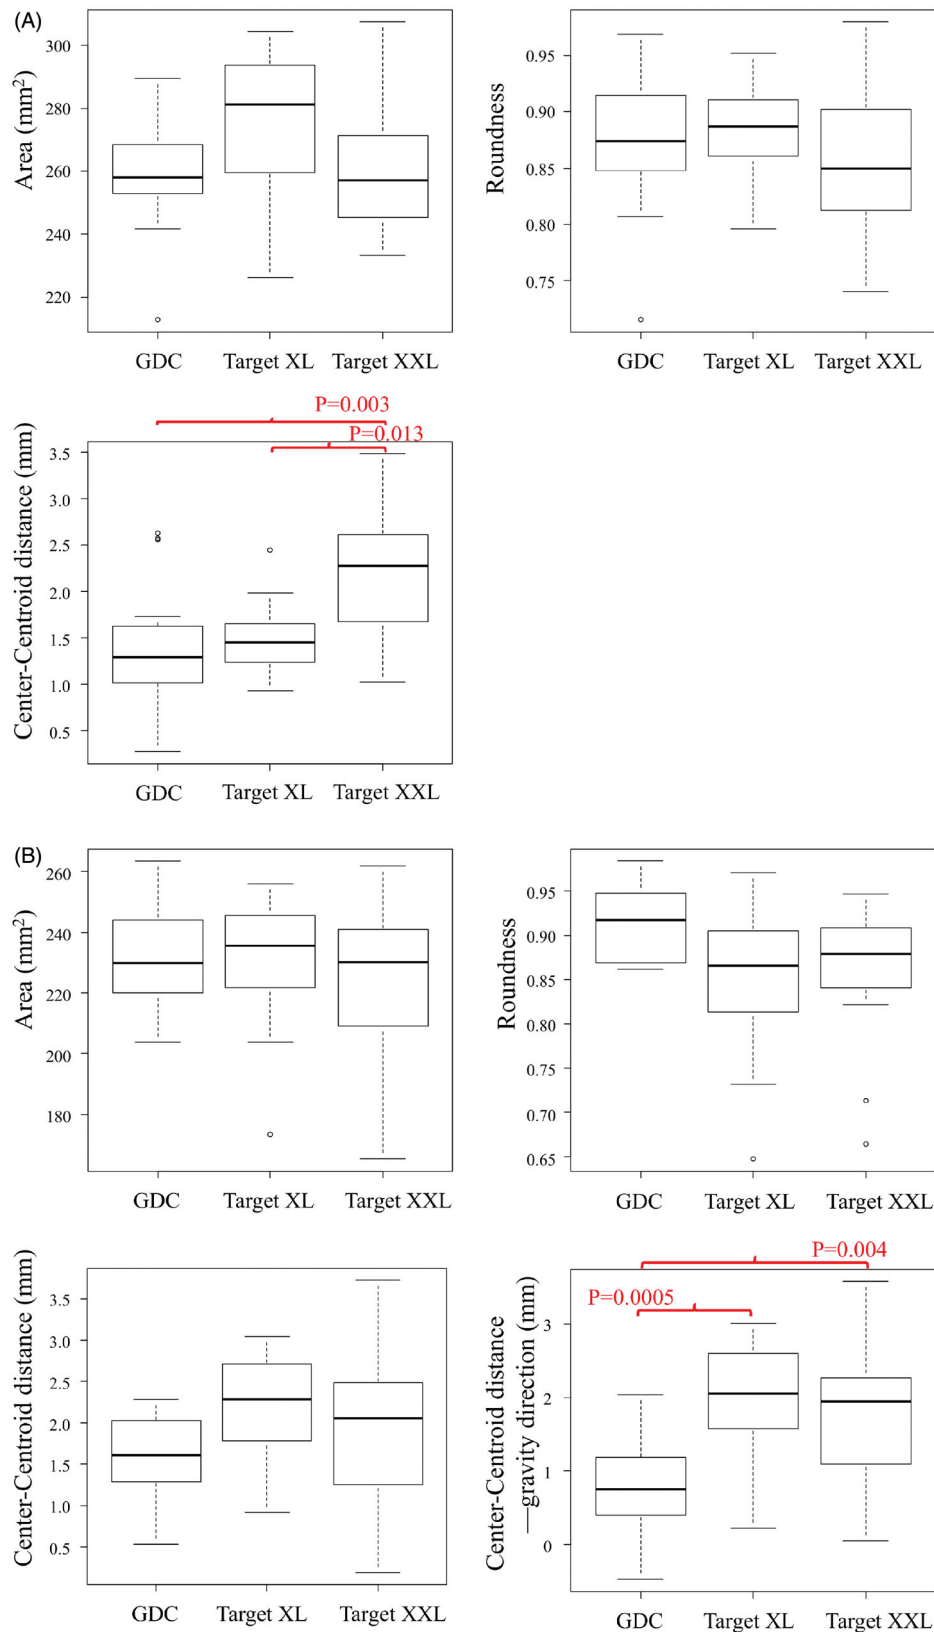 (A)
Area (mm²)
300
280
260
240
220
GDC Target XL Target XXL
Roundness
0.95
0.90
0.85
0.80
0.75
GDC Target XL Target XXL
P=0.003
P=0.013
Center-Centroid distance (mm)
3.5
3.0
2.5
2.0
1.5
1.0
0.5
GDC Target XL Target XXL
(B)
Area (mm²)
260
240
220
200
180
GDC Target XL Target XXL
Roundness
0.95
0.90
0.85
0.80
0.75
0.70
0.65
GDC Target XL Target XXL
Center-Centroid distance (mm)
3.5
3.0
2.5
2.0
1.5
1.0
0.5
GDC Target XL Target XXL
P=0.004
P=0.0005
Center-Centroid distance
—gravity direction (mm)
3
2
1
0
GDC Target XL Target XXL